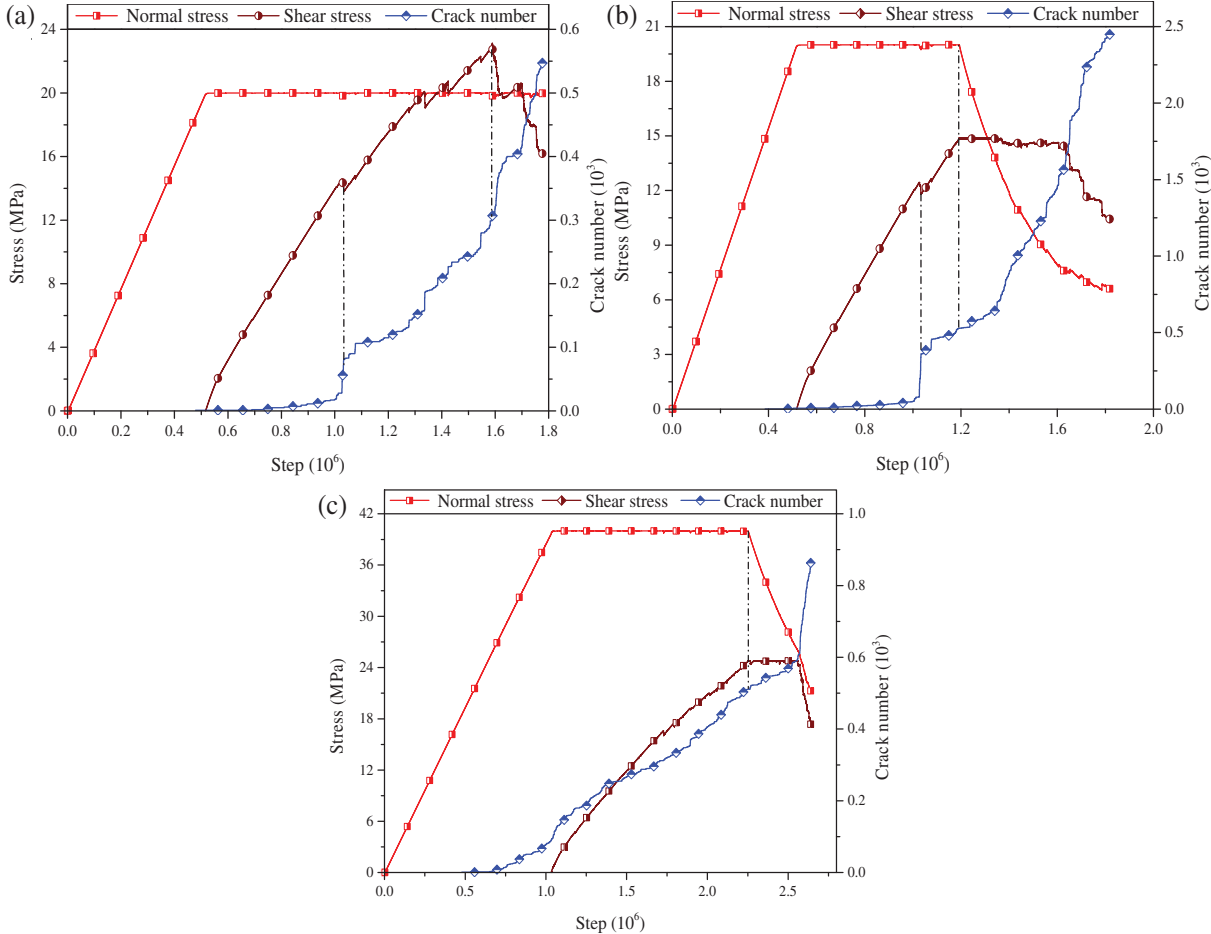 (a)
Normal stress Shear stress Crack number
24 0.6
20 0.5
16 0.4
12 0.3
8 0.2
4 0.1
0 0.0
Stress (MPa)
Crack number (10³)
0.0 0.2 0.4 0.6 0.8 1.0 1.2 1.4 1.6 1.8
Step (10⁶)
(b)
Normal stress Shear stress Crack number
21 2.5
18 2.0
15 1.5
12 1.0
9 0.5
6 0.0
3
0
Stress (MPa)
Crack number (10³)
0.0 0.4 0.8 1.2 1.6 2.0
Step (10⁶)
(c)
Normal stress Shear stress Crack number
42 1.0
36 0.8
30 0.6
24 0.4
18 0.2
12 0.0
6
0
Stress (MPa)
Crack number (10³)
0.0 0.5 1.0 1.5 2.0 2.5
Step (10⁶)